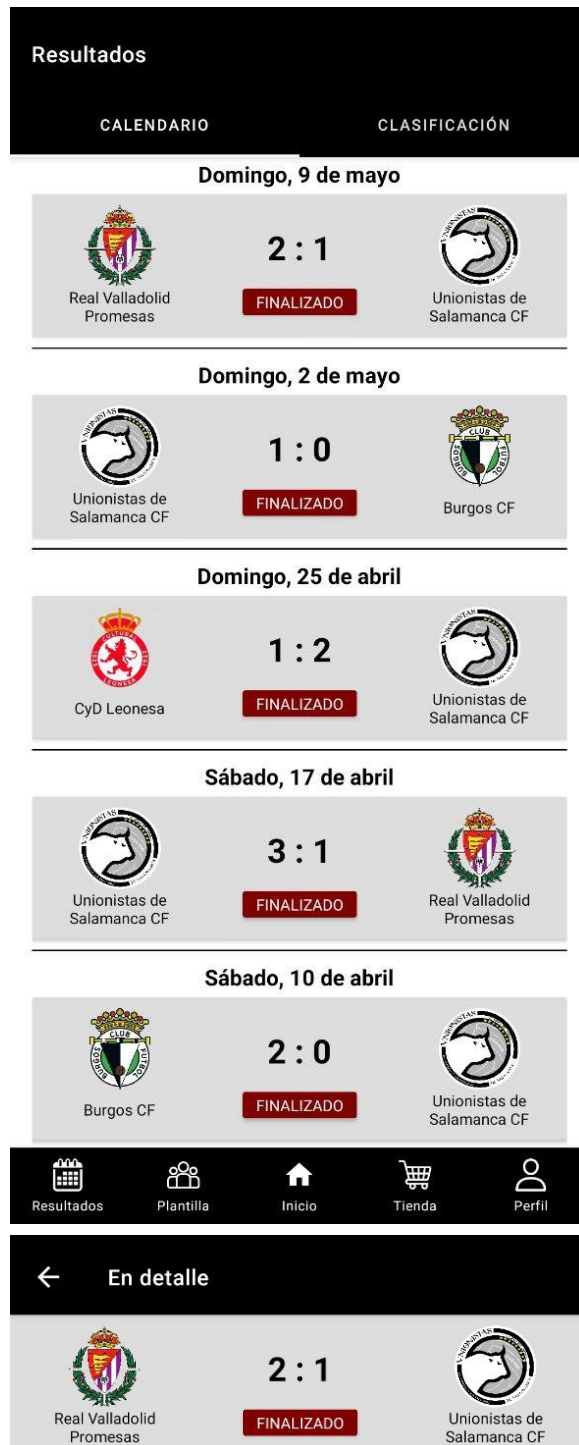 Resultados
CALENDARIO CLASIFICACIÓN
Domingo, 9 de mayo
2 : 1
Real Valladolid
Promesas
FINALIZADO
Unionistas de
Salamanca CF
Domingo, 2 de mayo
1 : 0
Unionistas de
Salamanca CF
FINALIZADO
Burgos CF
Domingo, 25 de abril
1 : 2
CyD Leonesa
FINALIZADO
Unionistas de
Salamanca CF
Sábado, 17 de abril
3 : 1
Unionistas de
Salamanca CF
FINALIZADO
Real Valladolid
Promesas
Sábado, 10 de abril
2 : 0
Burgos CF
FINALIZADO
Unionistas de
Salamanca CF
Resultados Plantilla Inicio Tienda Perfil
En detalle
2 : 1
Real Valladolid
Promesas
FINALIZADO
Unionistas de
Salamanca CF